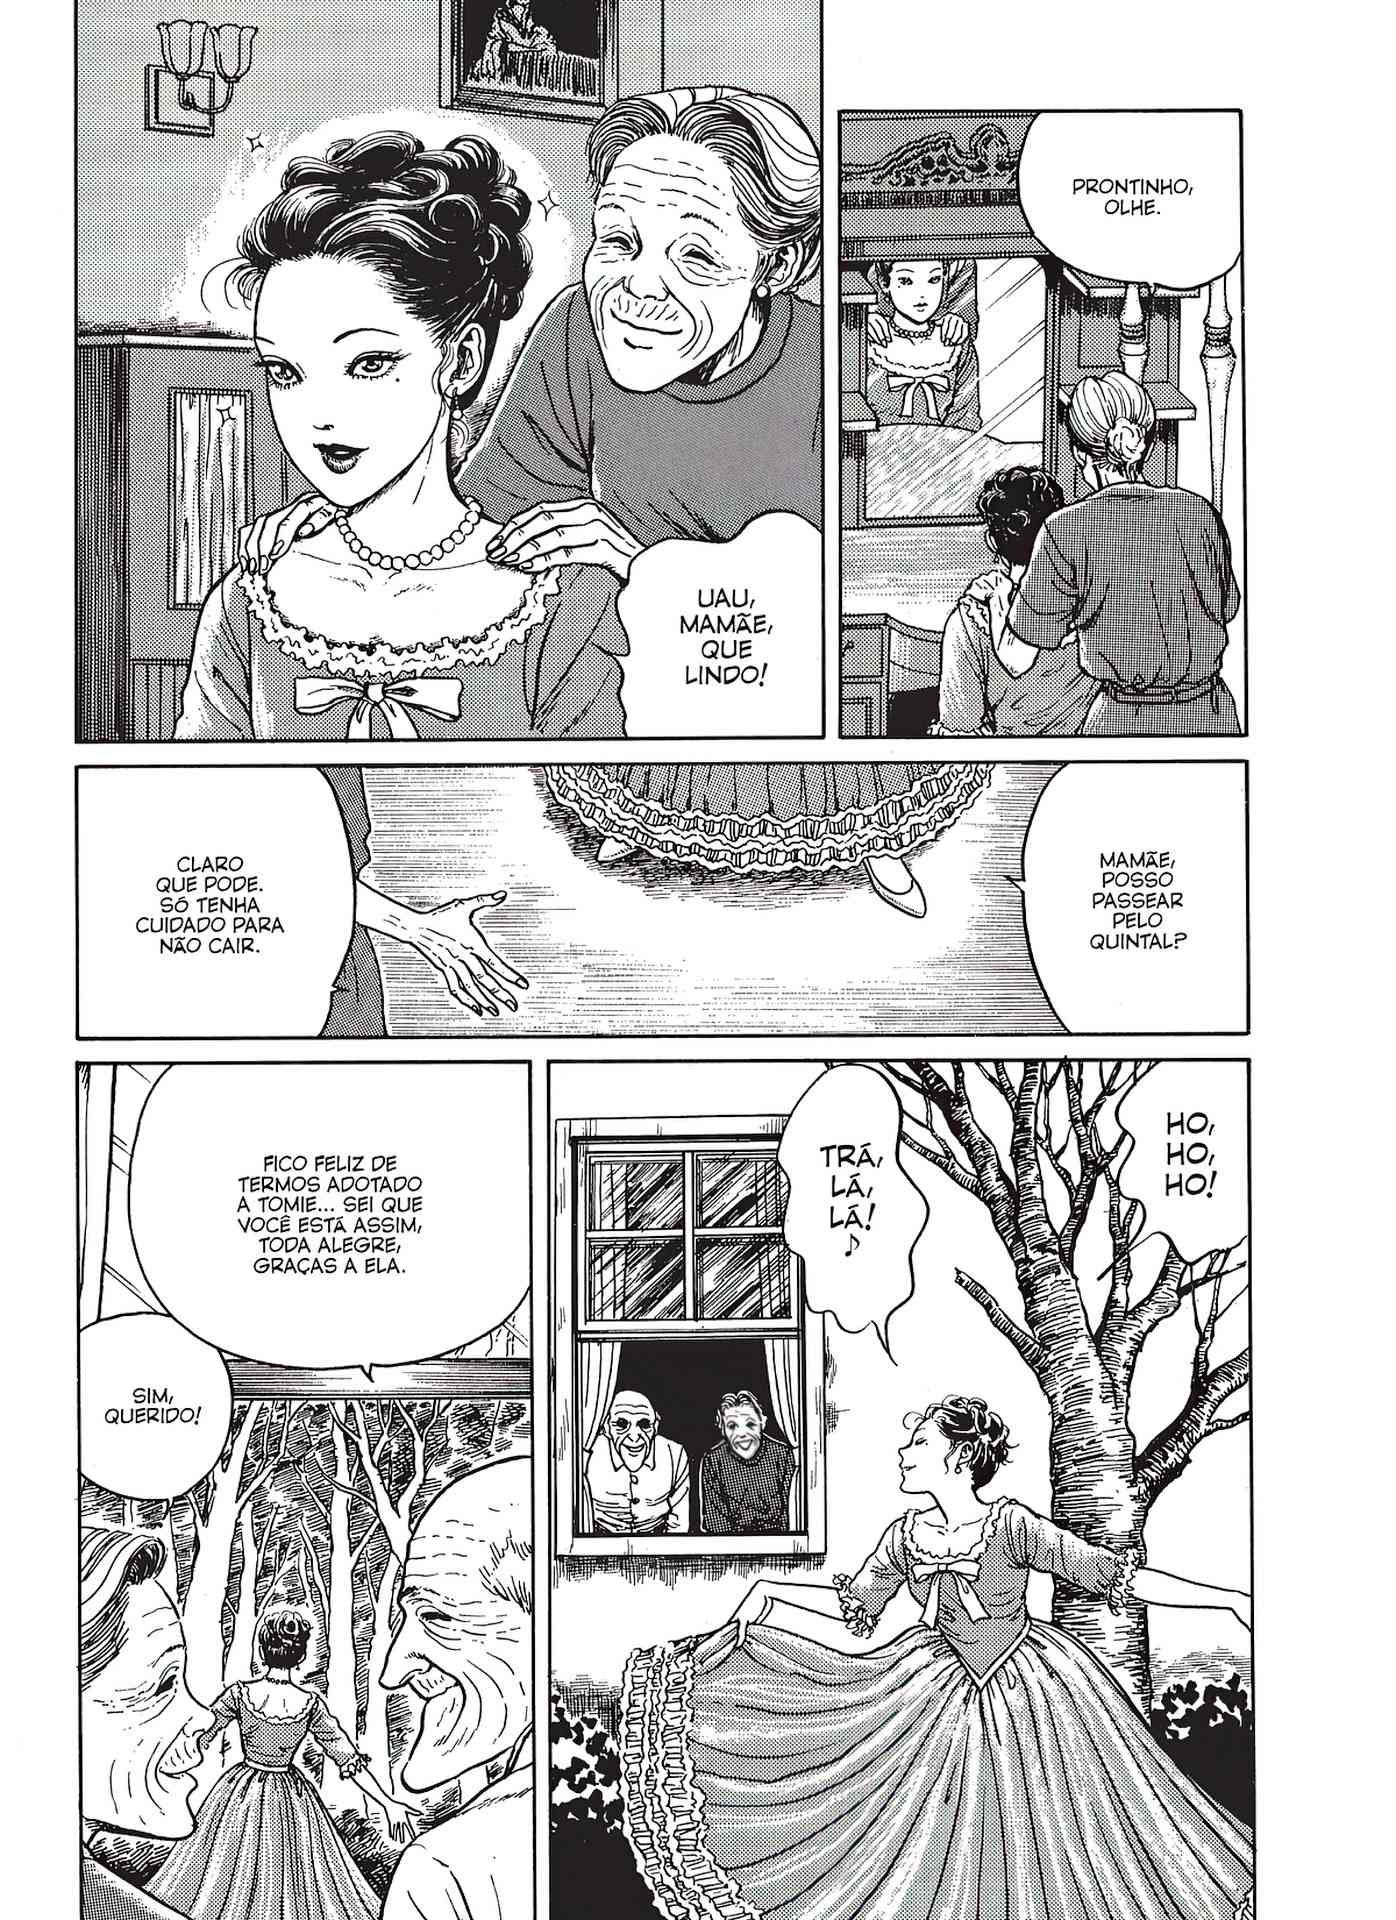 PRONTINHO,
OLHE.
UAU,
MAMÃE,
QUE
LINDO!
MAMÃE,
POSSO
PASSEAR
PELO
QUINTAL?
CLARO
QUE PODE.
SÓ TENHA
CUIDADO PARA
NÃO CAIR.
HO,
HO,
HO!
TRÁ,
LÁ,
LÁ!
FICO FELIZ DE
TERMOS ADOTADO
A TOMIE... SEI QUE
VOCÊ ESTÁ ASSIM,
TODA ALEGRE,
GRAÇAS A ELA.
SIM,
QUERIDO!